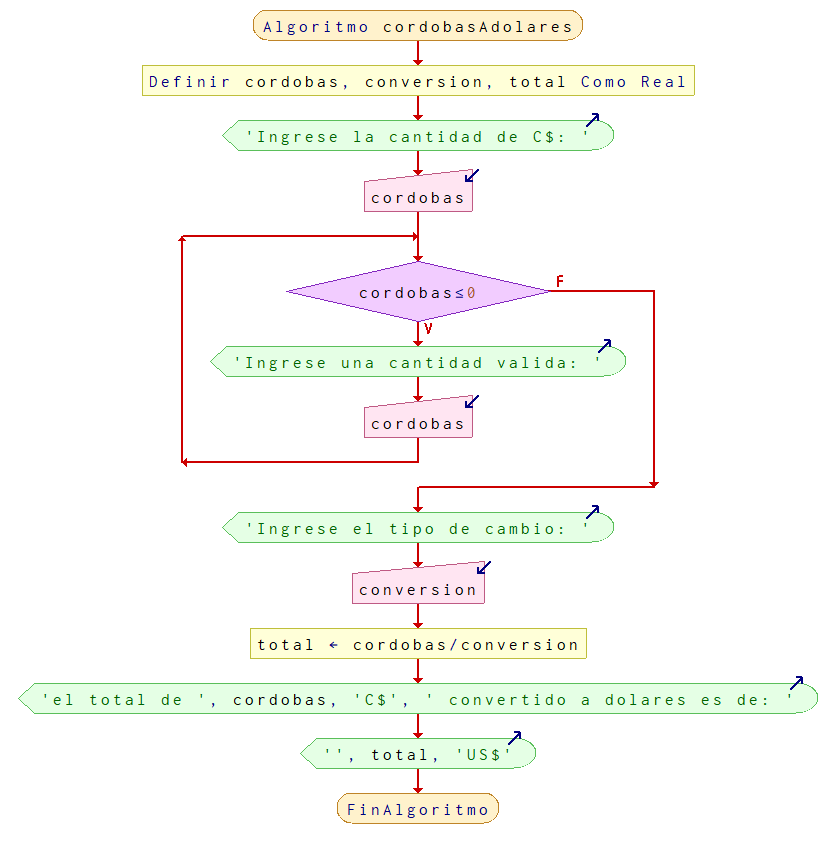 Algoritmo cordobasAdolares
Definir cordobas, conversion, total Como Real
'Ingrese la cantidad de C$: '
cordobas
cordobas≤0
F
V
'Ingrese una cantidad valida: '
cordobas
'Ingrese el tipo de cambio: '
conversion
total ← cordobas/conversion
'el total de ', cordobas, 'C$', ' convertido a dolares es de: '
'', total, 'US$'
FinAlgoritmo